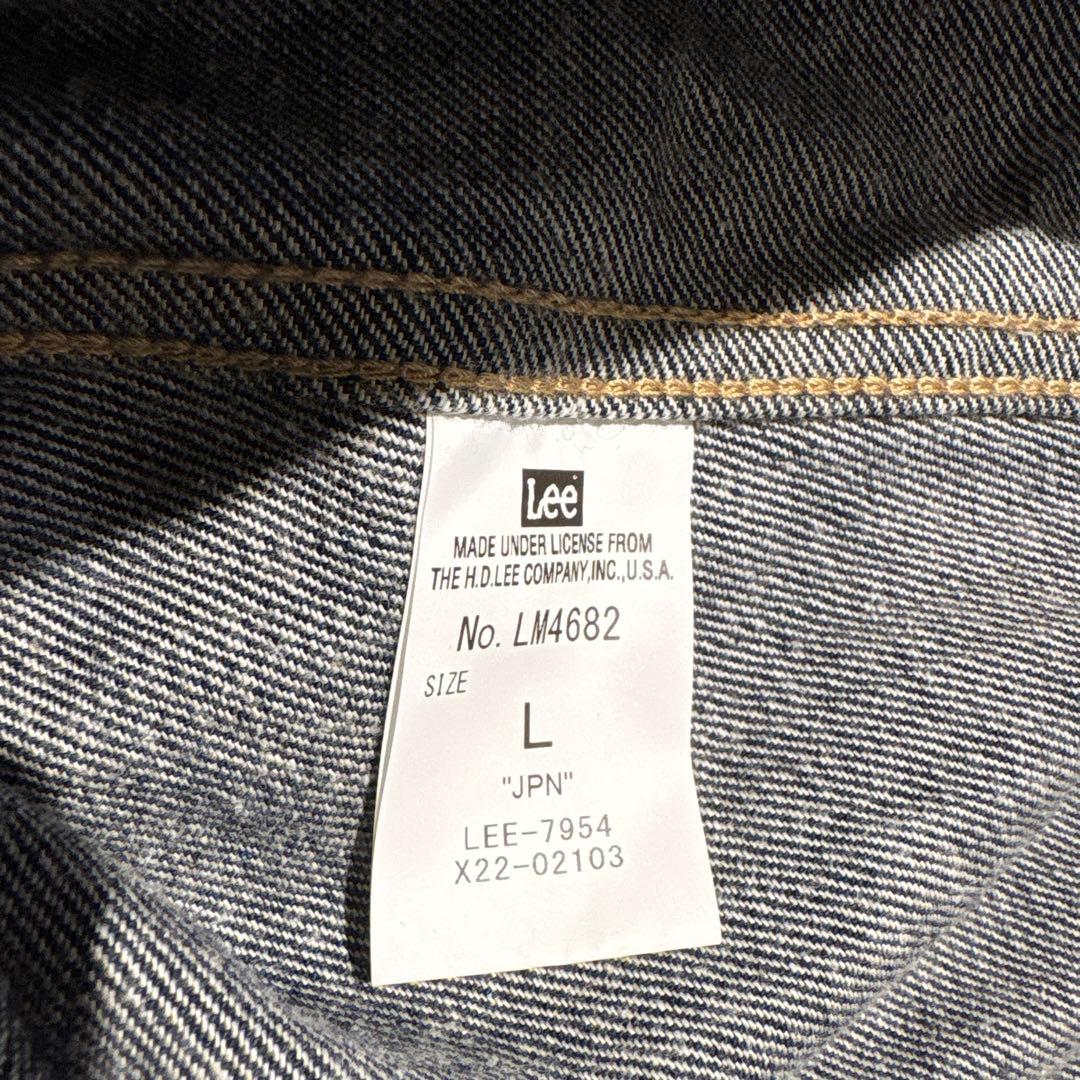 Lee
MADE UNDER LICENSE FROM
THE H.D.LEE COMPANY,INC.,U.S.A.
No. LM4682
SIZE
L
"JPN"
LEE-7954
X22-02103